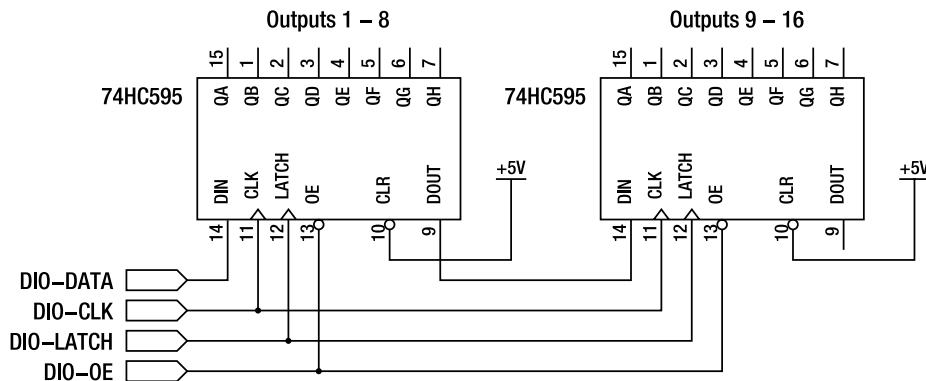 Outputs 1 – 8
Outputs 9 – 16
15 1 2 3 4 5 6 7
15 1 2 3 4 5 6 7
74HC595
QA QB QC QD QE QF QG QH
74HC595
QA QB QC QD QE QF QG QH
DIN CLK LATCH OE CLR DOUT
+5V
DIN CLK LATCH OE CLR DOUT
+5V
14 11 12 13 10 9
14 11 12 13 10 9
DIO–DATA
DIO–CLK
DIO–LATCH
DIO–OE